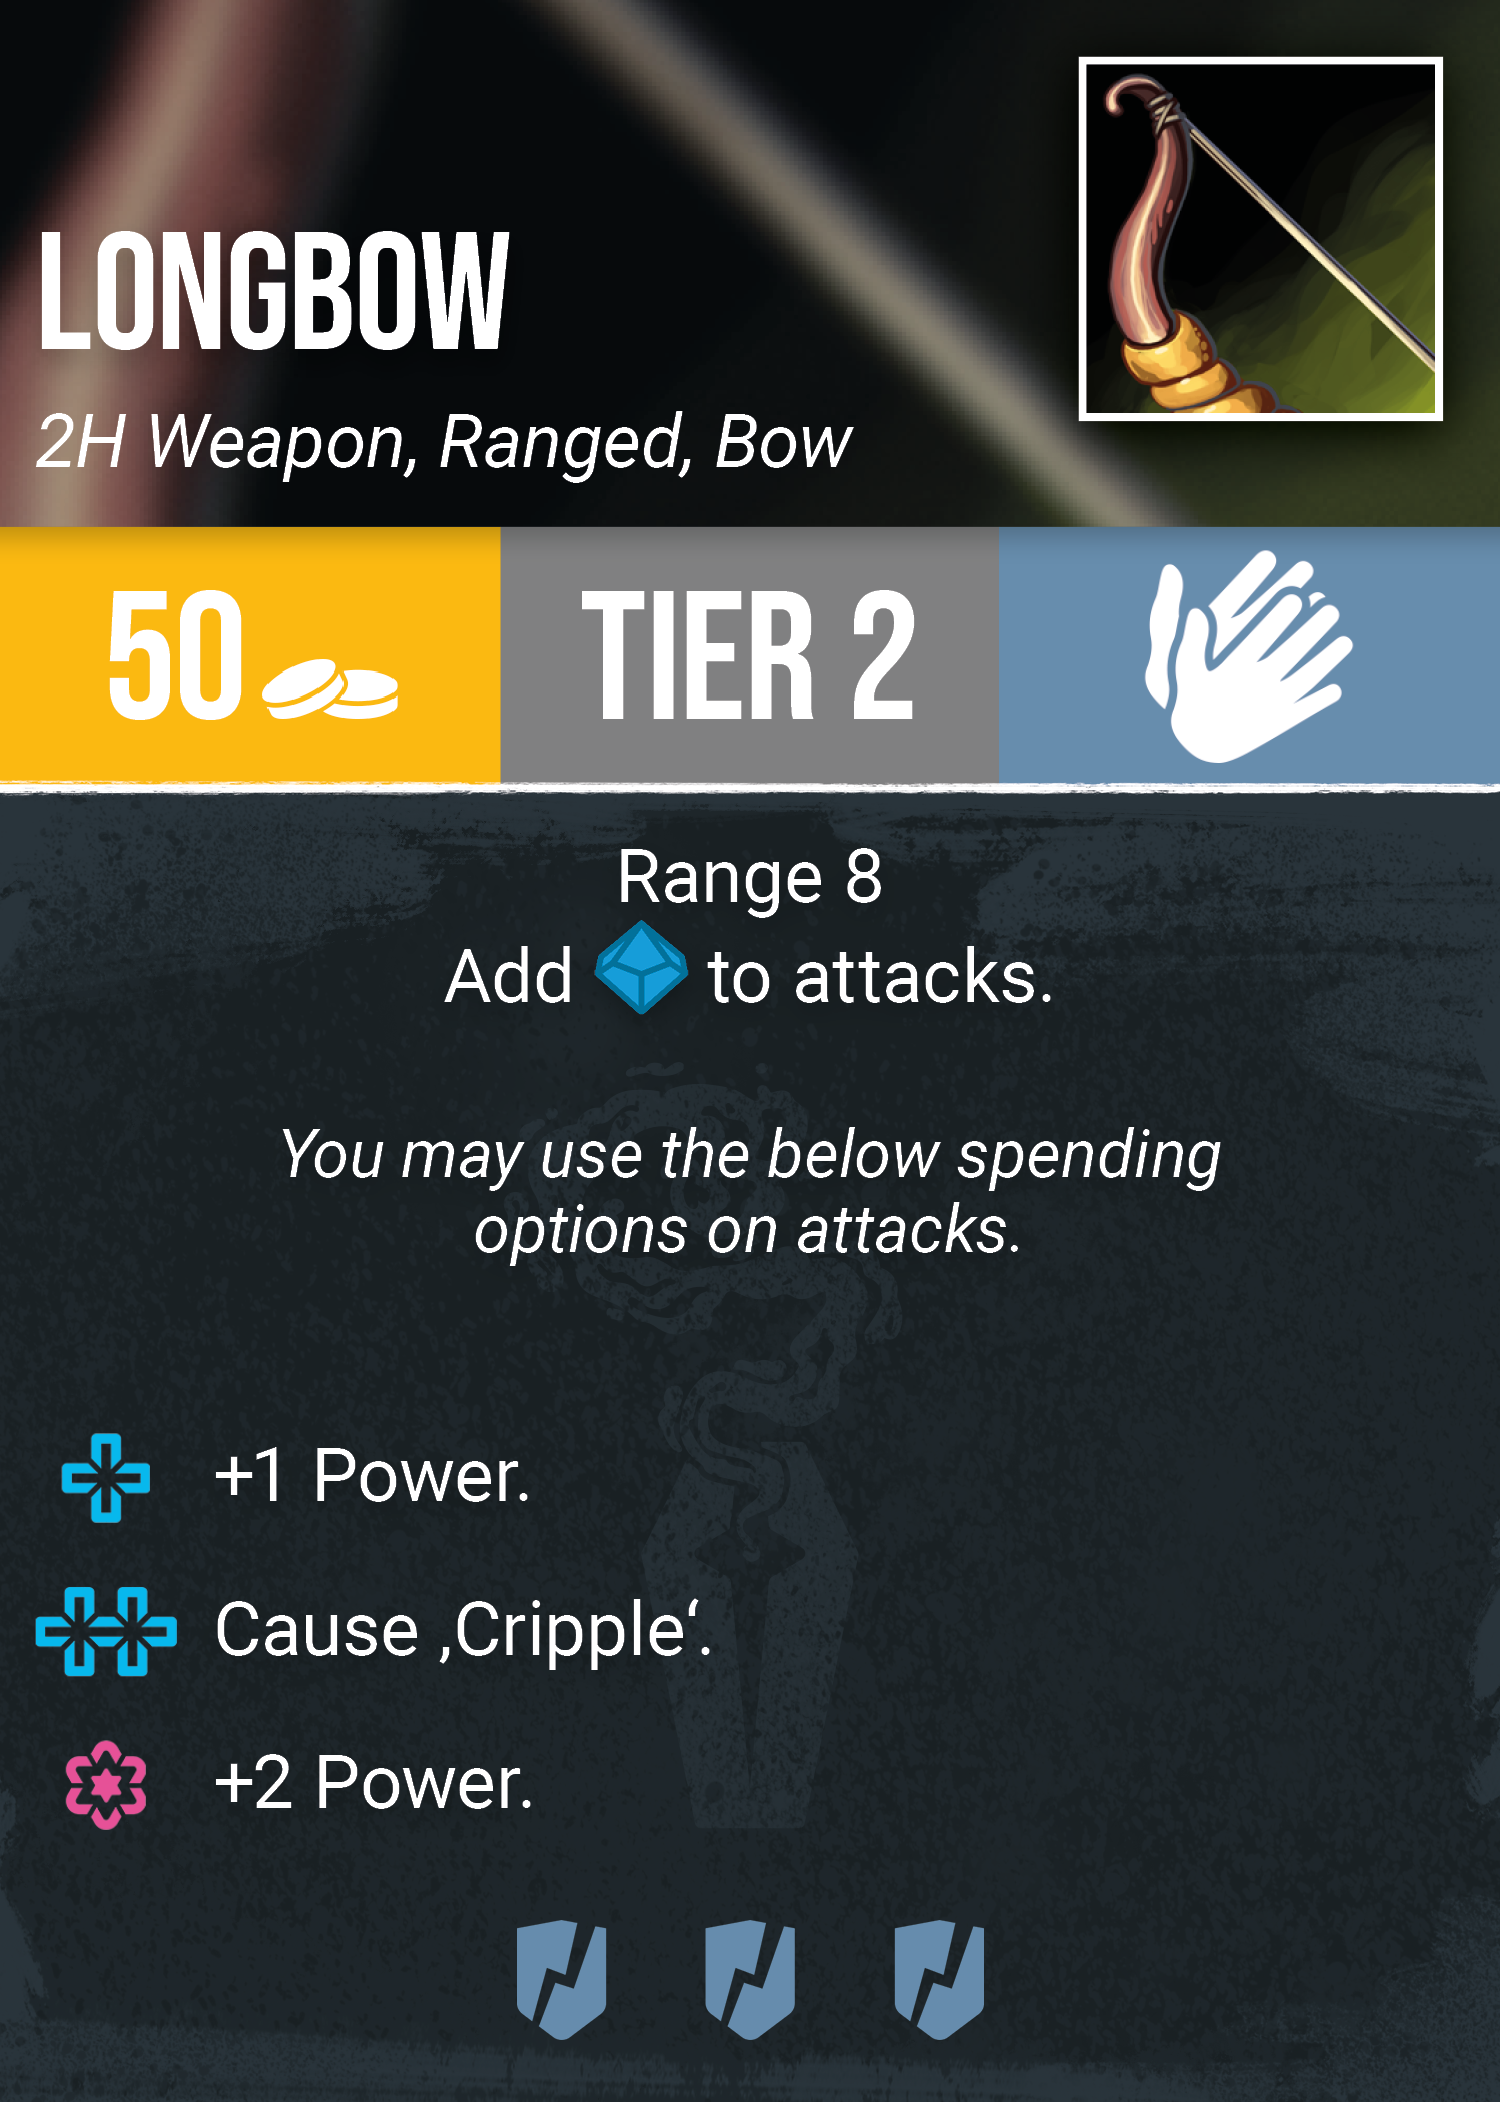 LONGBOW
2H Weapon, Ranged, Bow
50
TIER 2
Range 8
Add to attacks.
You may use the below spending
options on attacks.
+1 Power.
Cause ‚Cripple‘.
+2 Power.